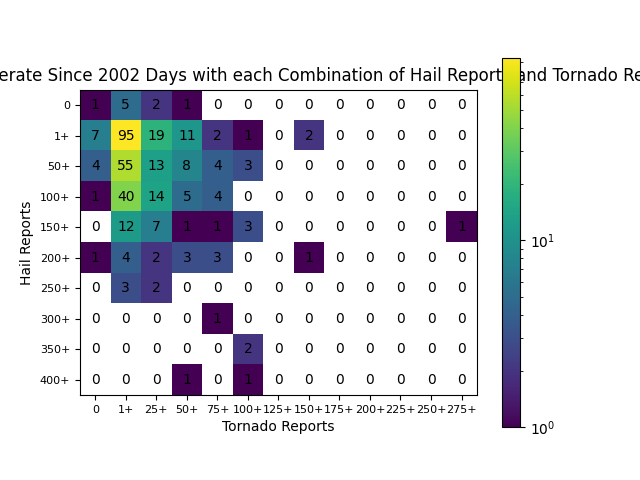 erate Since 2002 Days with each Combination of Hail Reports and Tornado Re
0 1 5 2 1 0 0 0 0 0 0 0 0 0
1+ 7 95 19 11 2 1 0 2 0 0 0 0 0
50+ 4 55 13 8 4 3 0 0 0 0 0 0 0
100+ 1 40 14 5 4 0 0 0 0 0 0 0 0
150+ 0 12 7 1 1 3 0 0 0 0 0 0 1
200+ 1 4 2 3 3 0 0 1 0 0 0 0 0
250+ 0 3 2 0 0 0 0 0 0 0 0 0 0
300+ 0 0 0 0 1 0 0 0 0 0 0 0 0
350+ 0 0 0 0 0 2 0 0 0 0 0 0 0
400+ 0 0 0 1 0 1 0 0 0 0 0 0 0
0 1+ 25+ 50+ 75+ 100+ 125+ 150+ 175+ 200+ 225+ 250+ 275+
Tornado Reports
Hail Reports
10¹
10⁰